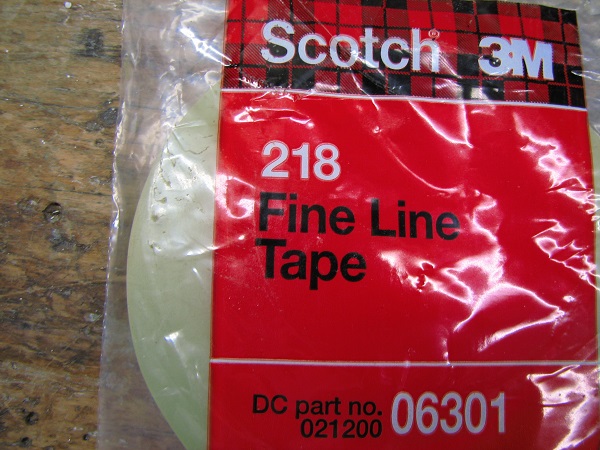 Scotch® 3M
218
Fine Line
Tape
DC part no. 06301
021200